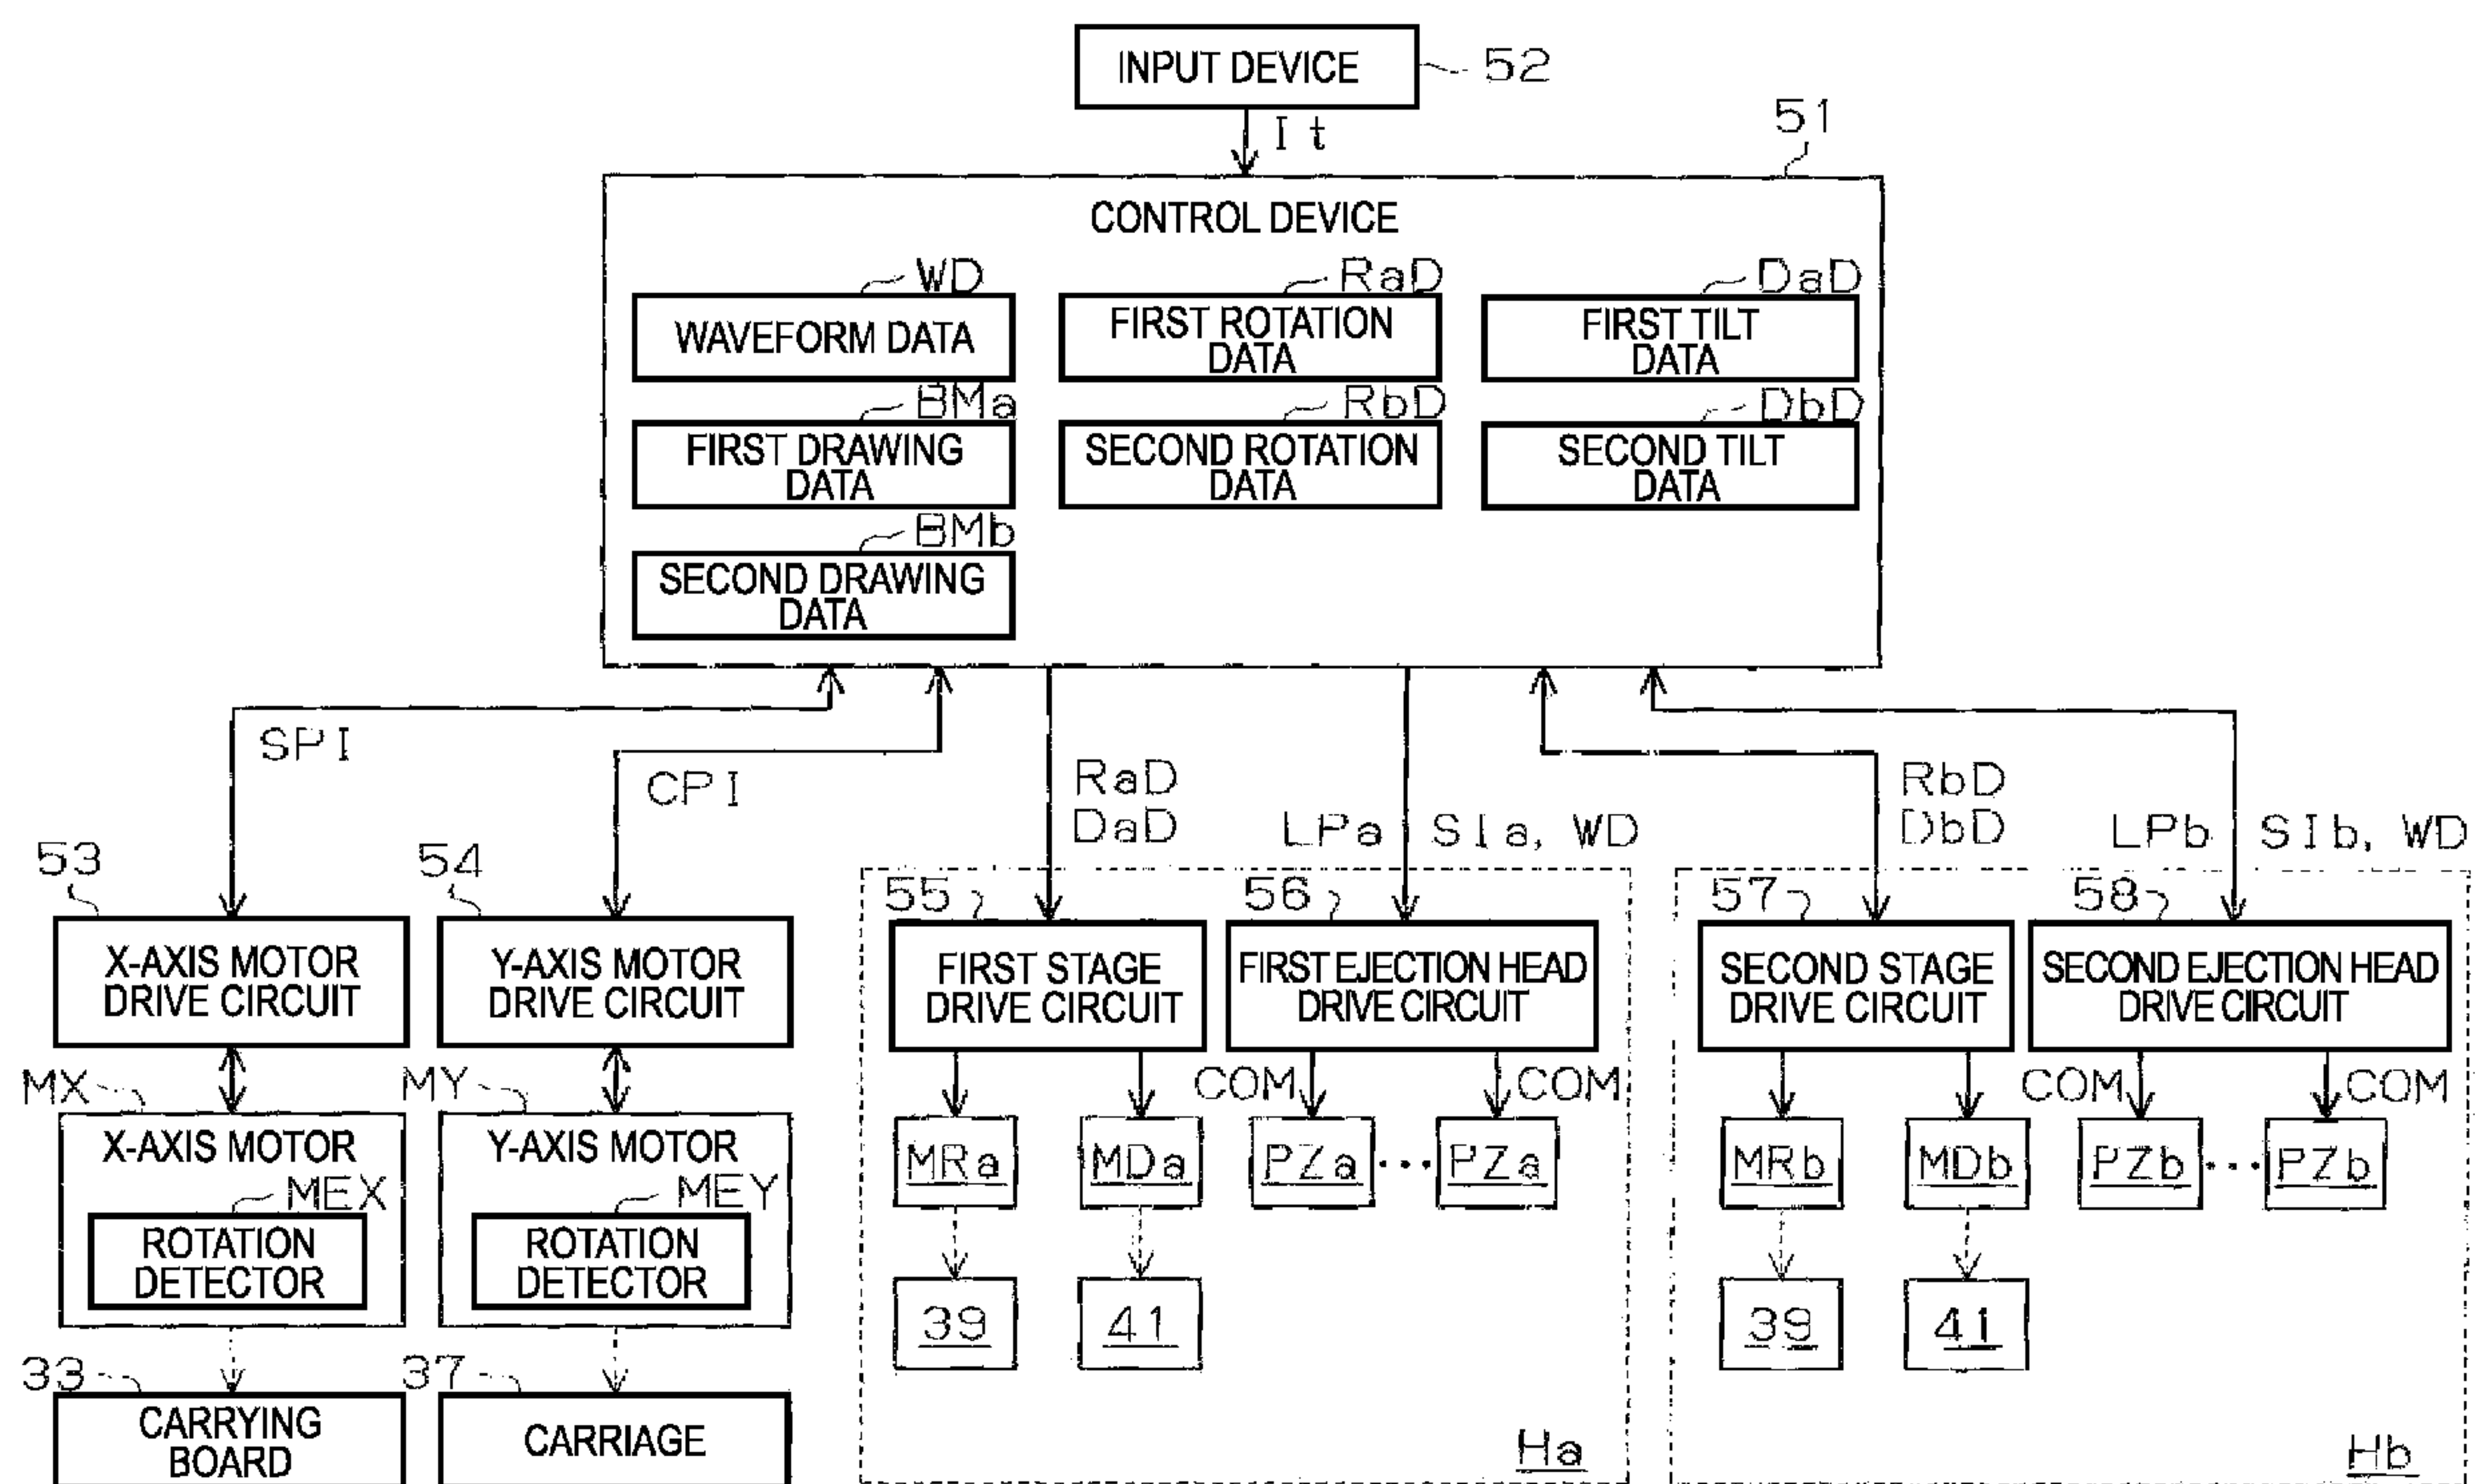 INPUT DEVICE
52
It
51
CONTROL DEVICE
WD
RaD
DaD
WAVEFORM DATA
FIRST ROTATION
DATA
FIRST TILT
DATA
BMa
RbD
DbD
FIRST DRAWING
DATA
SECOND ROTATION
DATA
SECOND TILT
DATA
BMb
SECOND DRAWING
DATA
SPI
CPI
RaD
DaD
LPa
SIa, WD
RbD
DbD
LPb
SIb, WD
53
54
55
56
57
58
X-AXIS MOTOR
DRIVE CIRCUIT
Y-AXIS MOTOR
DRIVE CIRCUIT
FIRST STAGE
DRIVE CIRCUIT
FIRST EJECTION HEAD
DRIVE CIRCUIT
SECOND STAGE
DRIVE CIRCUIT
SECOND EJECTION HEAD
DRIVE CIRCUIT
MX
MY
COM
COM
COM
COM
X-AXIS MOTOR
Y-AXIS MOTOR
MRa
MDa
PZa
...
PZa
MRb
MDb
PZb
...
PZb
MEX
MEY
ROTATION
DETECTOR
ROTATION
DETECTOR
39
41
39
41
33
37
CARRYING
BOARD
CARRIAGE
Ha
Hb